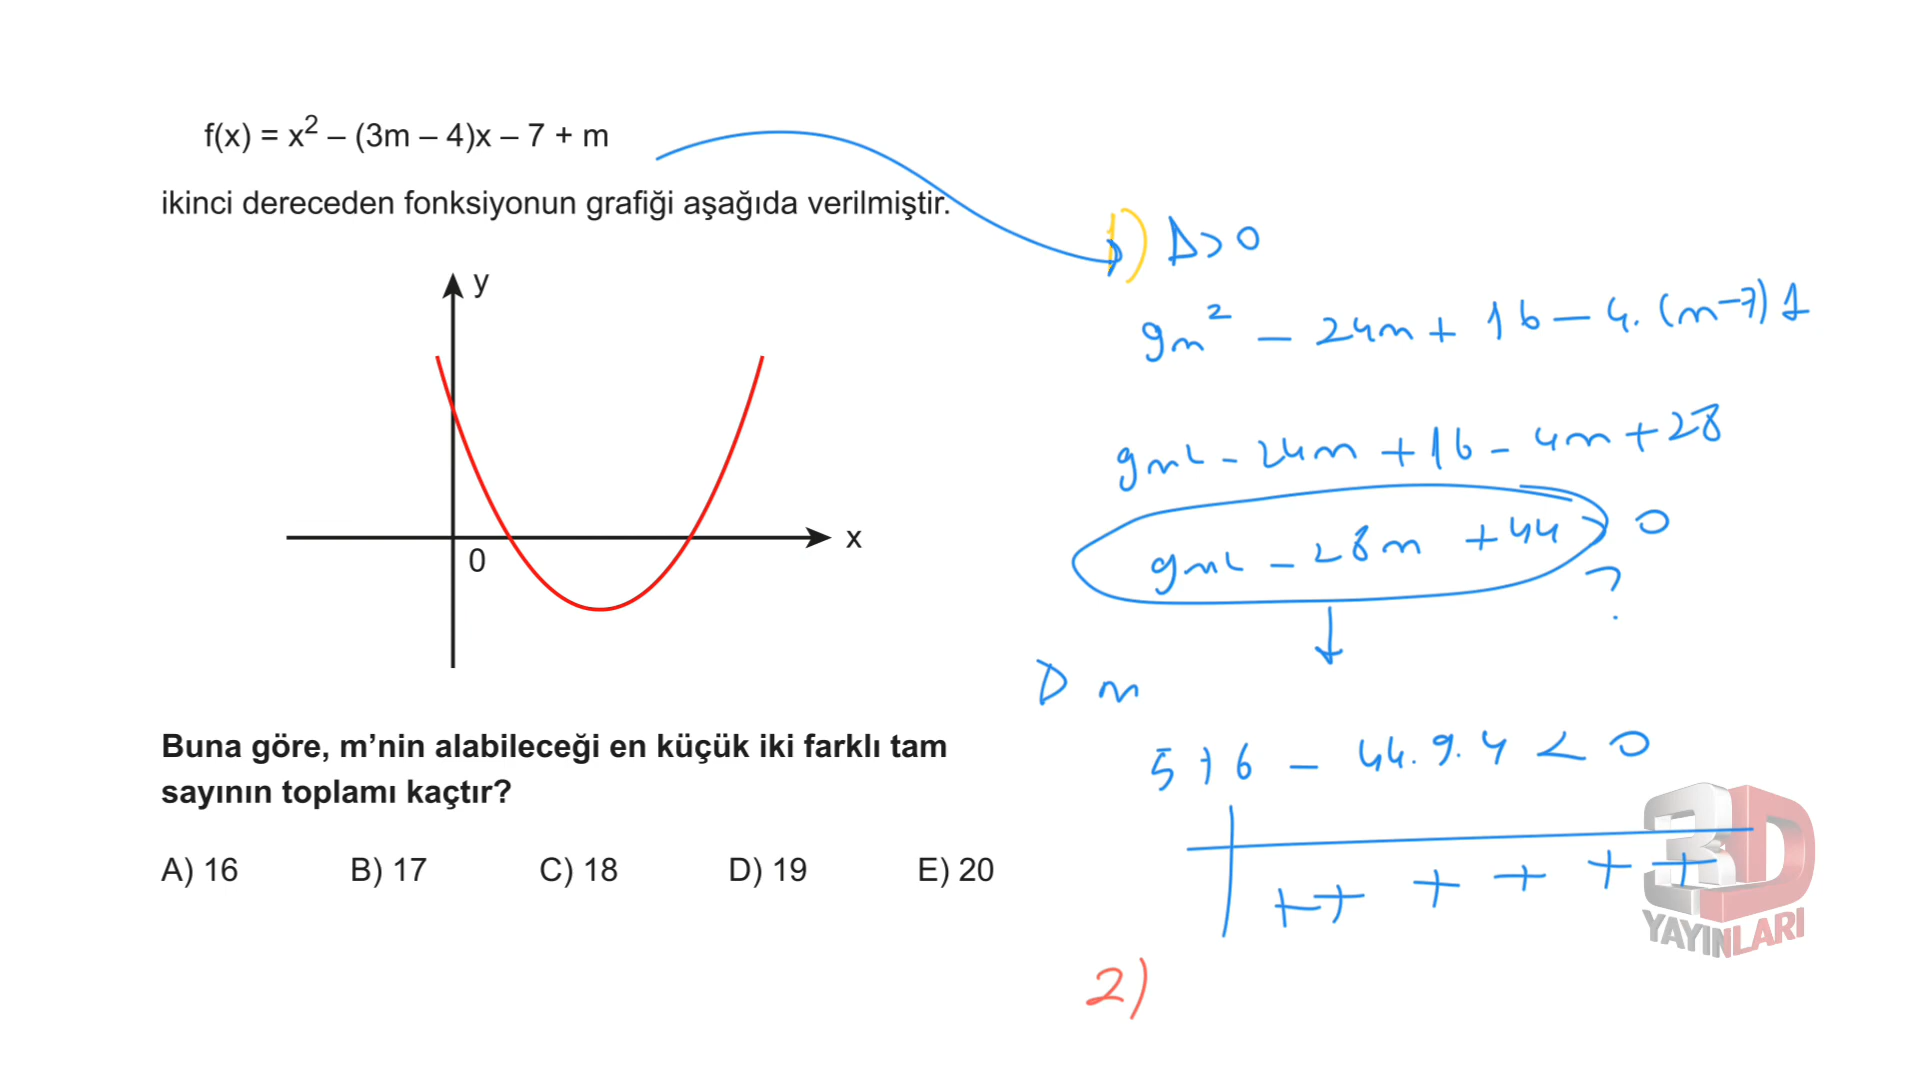 f(x) = x² – (3m – 4)x – 7 + m
ikinci dereceden fonksiyonun grafiği aşağıda verilmiştir.
y
x
0
Buna göre, m’nin alabileceği en küçük iki farklı tam
sayının toplamı kaçtır?
A) 16 B) 17 C) 18 D) 19 E) 20
1) Δ > 0
9m² – 24m + 16 – 4.(m–7)1
9m² – 24m + 16 – 4m + 28
9m² – 28m + 44 > 0
?
D m
576 – 44.9.4 < 0
+ + + + + +
2)
3D
YAYINLARI